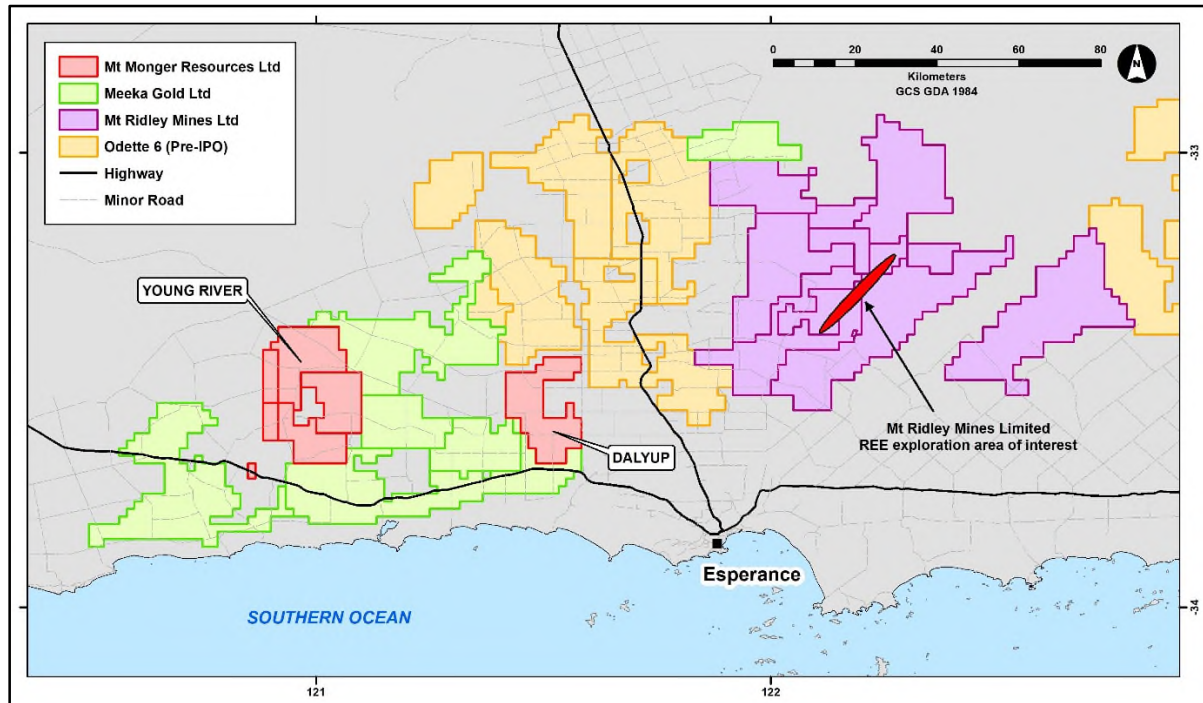 Mt Monger Resources Ltd
Meeka Gold Ltd
Mt Ridley Mines Ltd
Odette 6 (Pre-IPO)
Highway
Minor Road
0 20 40 60 80
Kilometers
GCS GDA 1984
N
-33
YOUNG RIVER
Mt Ridley Mines Limited
REE exploration area of interest
DALYUP
Esperance
SOUTHERN OCEAN
-34
121
122